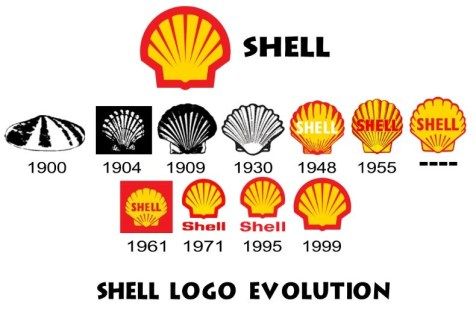 SHELL
SHELL SHELL SHELL
1900 1904 1909 1930 1948 1955 ----
SHELL Shell Shell
1961 1971 1995 1999
SHELL LOGO EVOLUTION